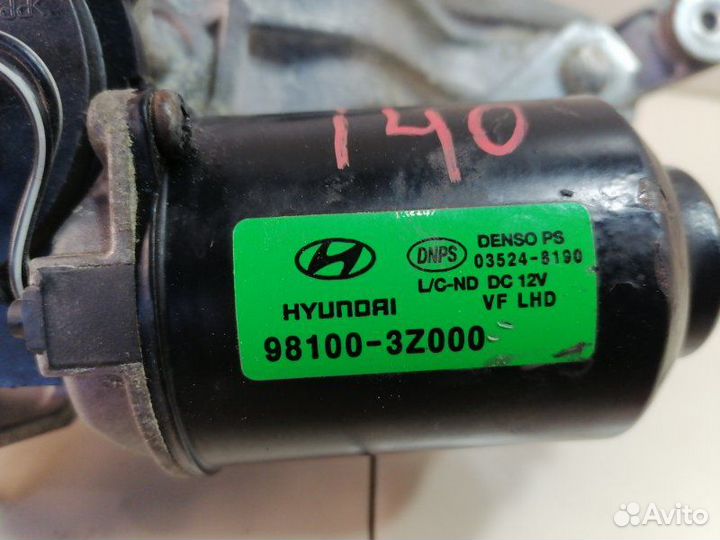 i40
HYUNDAI
98100-3Z000
DNPS
DENSO PS
03524-8190
L/C-ND DC 12V
VF LHD
Avito